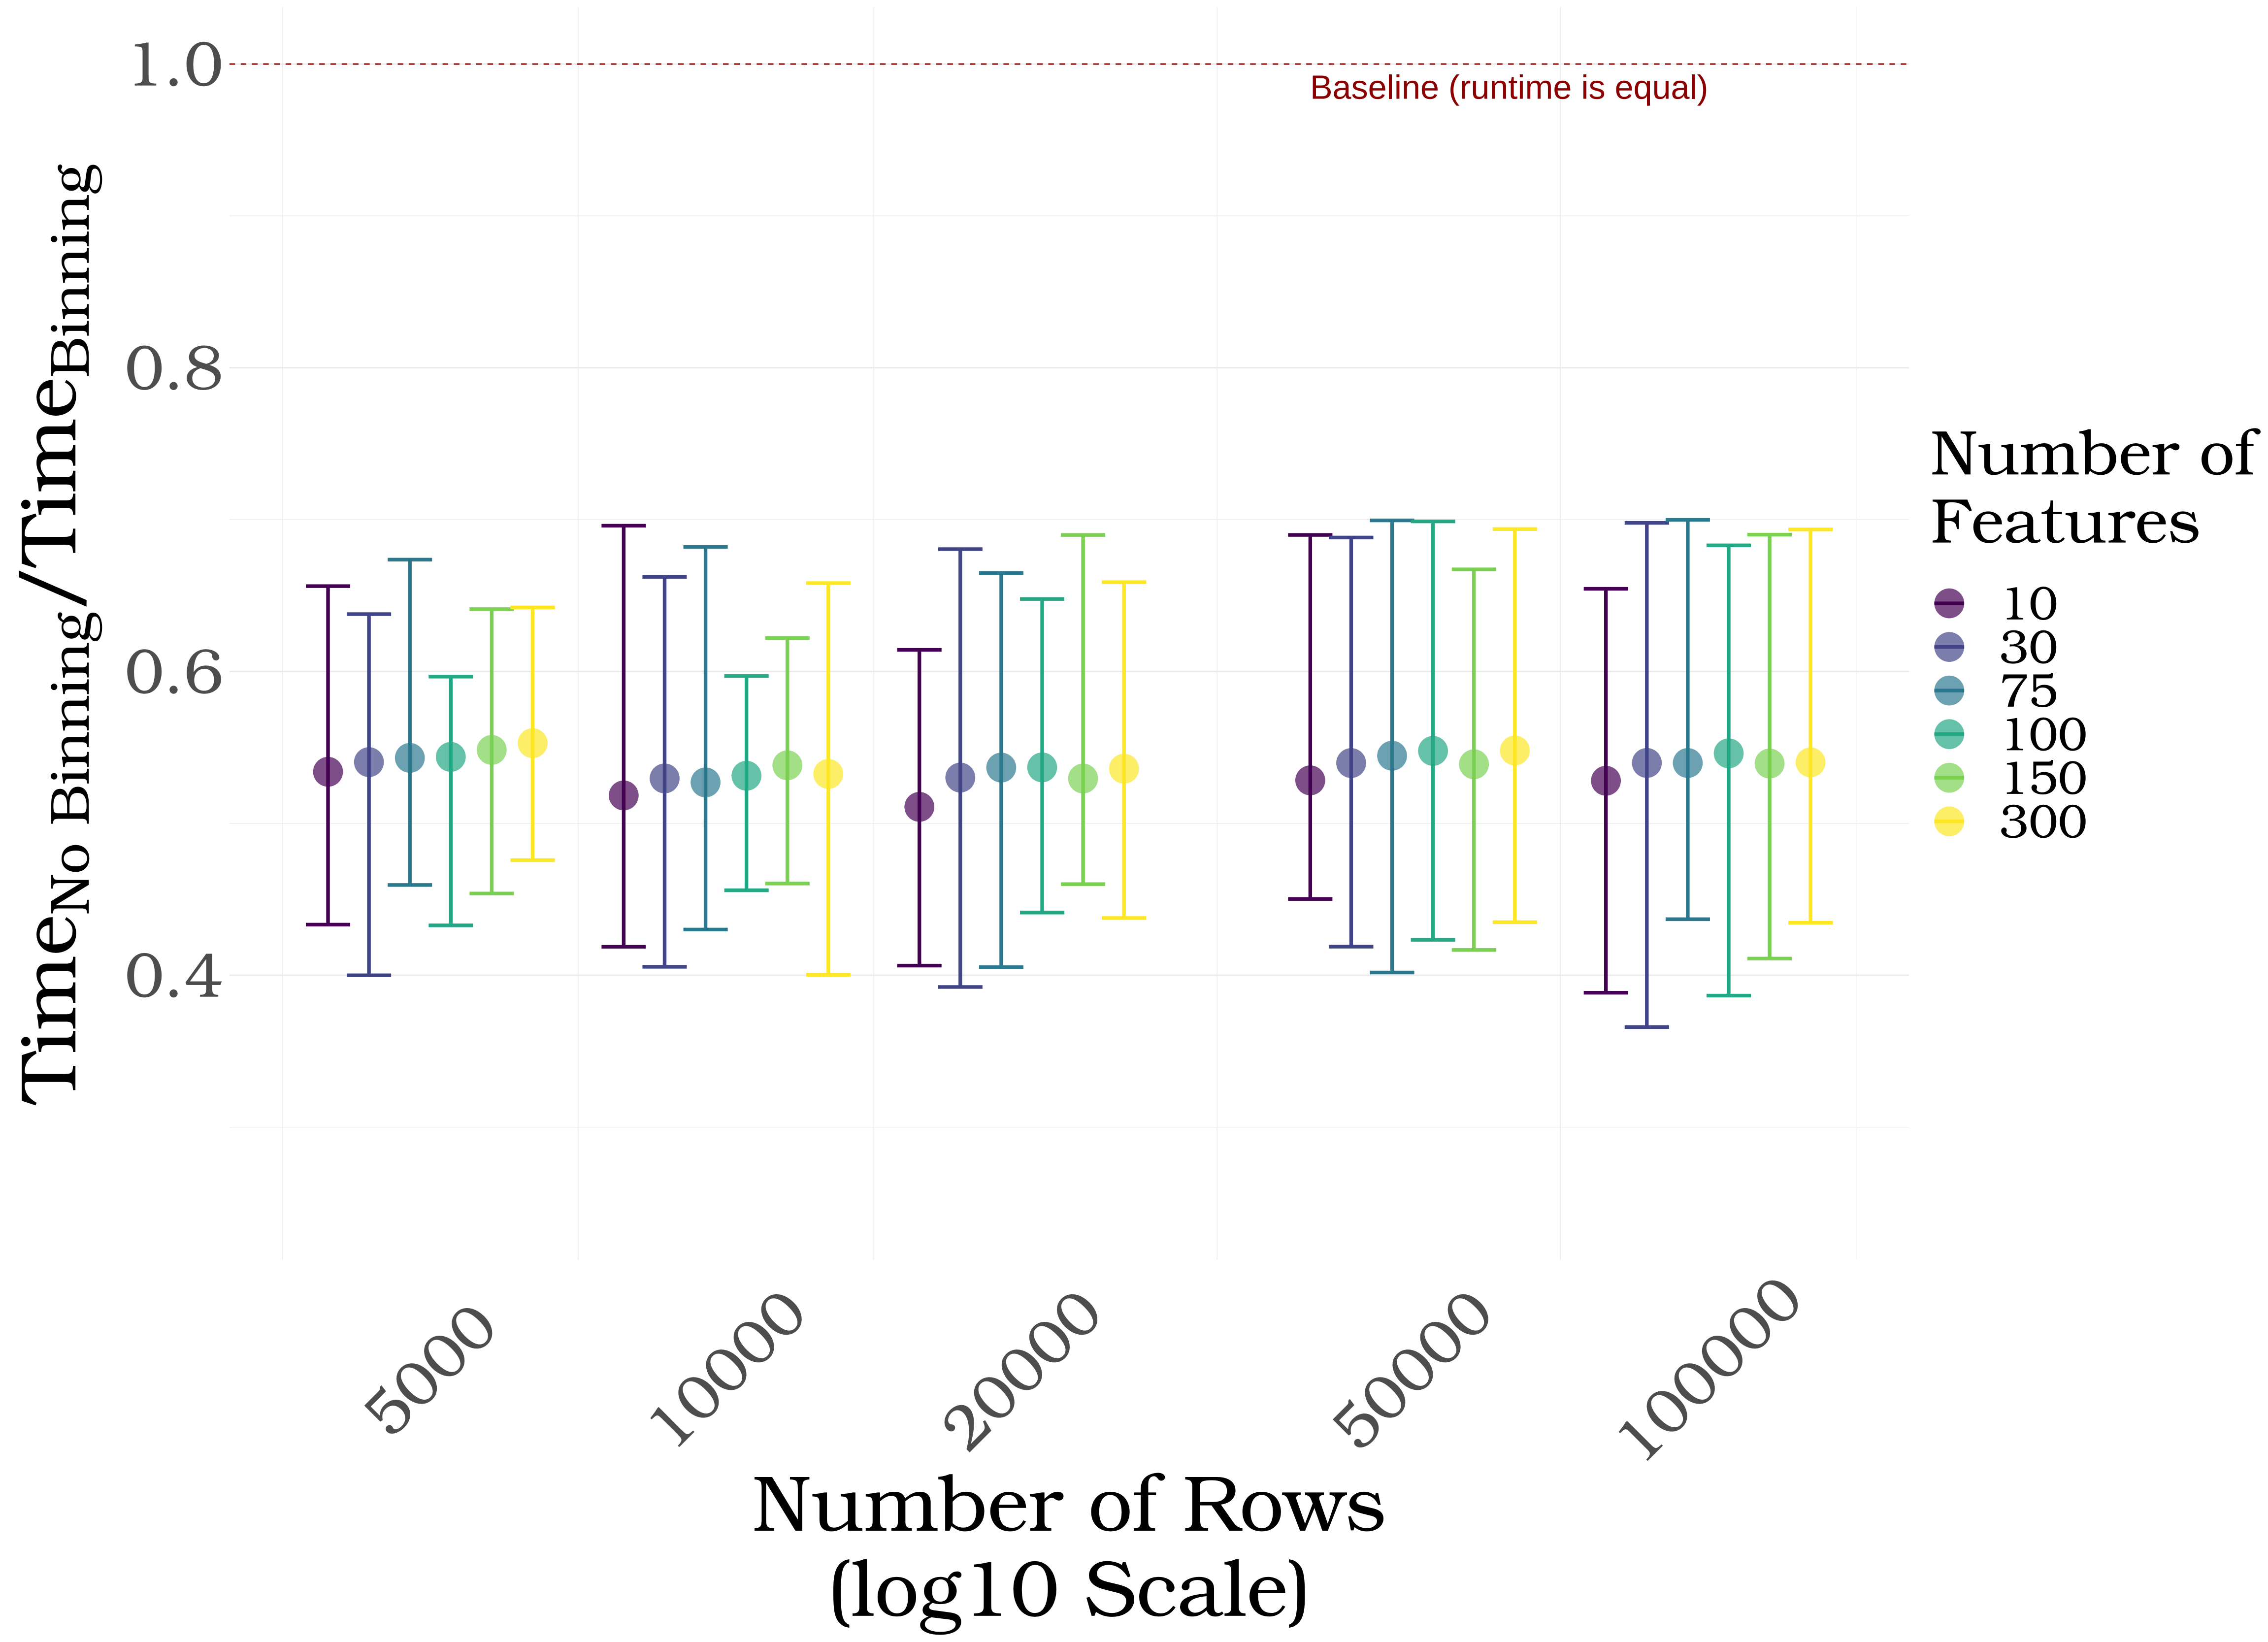 1.0
Baseline (runtime is equal)
0.8
0.6
0.4
TimeNo Binning/TimeBinning
5000
10000
20000
50000
100000
Number of Rows
(log10 Scale)
Number of
Features
10
30
75
100
150
300